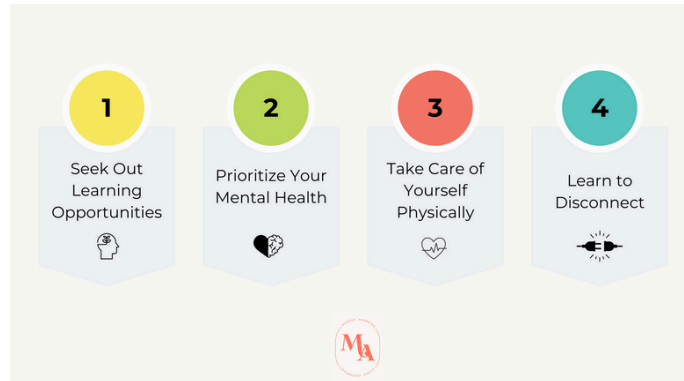 1
Seek Out
Learning
Opportunities
2
Prioritize Your
Mental Health
3
Take Care of
Yourself
Physically
4
Learn to
Disconnect
MA